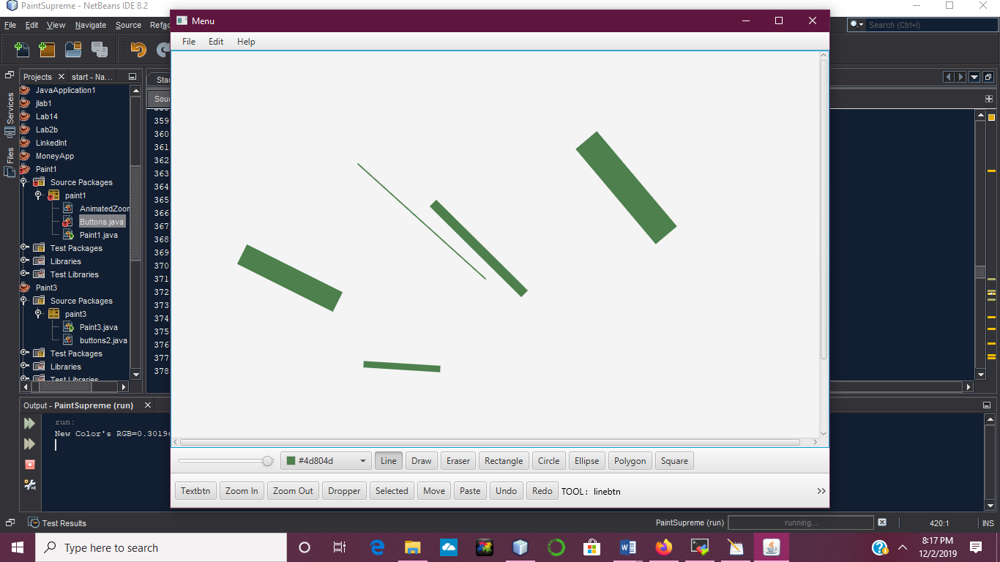 PaintSupreme - NetBeans IDE 8.2
File Edit View Navigate Source Refac
Search (Ctrl+I)
Menu
File Edit Help
Projects
start - Na...
Services
Files
JavaApplication1
jlab1
Lab14
Lab2b
LinkedInt
MoneyApp
Paint1
Source Packages
paint1
AnimatedZoor
Buttons.java
Paint1.java
Test Packages
Libraries
Test Libraries
Paint3
Source Packages
paint3
Paint3.java
buttons2.java
Test Packages
Libraries
Test Libraries
359
360
361
362
363
364
365
366
367
368
369
370
371
372
373
374
375
376
377
378
#4d804d
Line Draw Eraser Rectangle Circle Ellipse Polygon Square
Textbtn Zoom In Zoom Out Dropper Selected Move Paste Undo Redo TOOL: linebtn
Output - PaintSupreme (run)
run:
New Color's RGB=0.30196
Test Results
PaintSupreme (run)
running...
420:1
INS
Type here to search
8:17 PM
12/2/2019